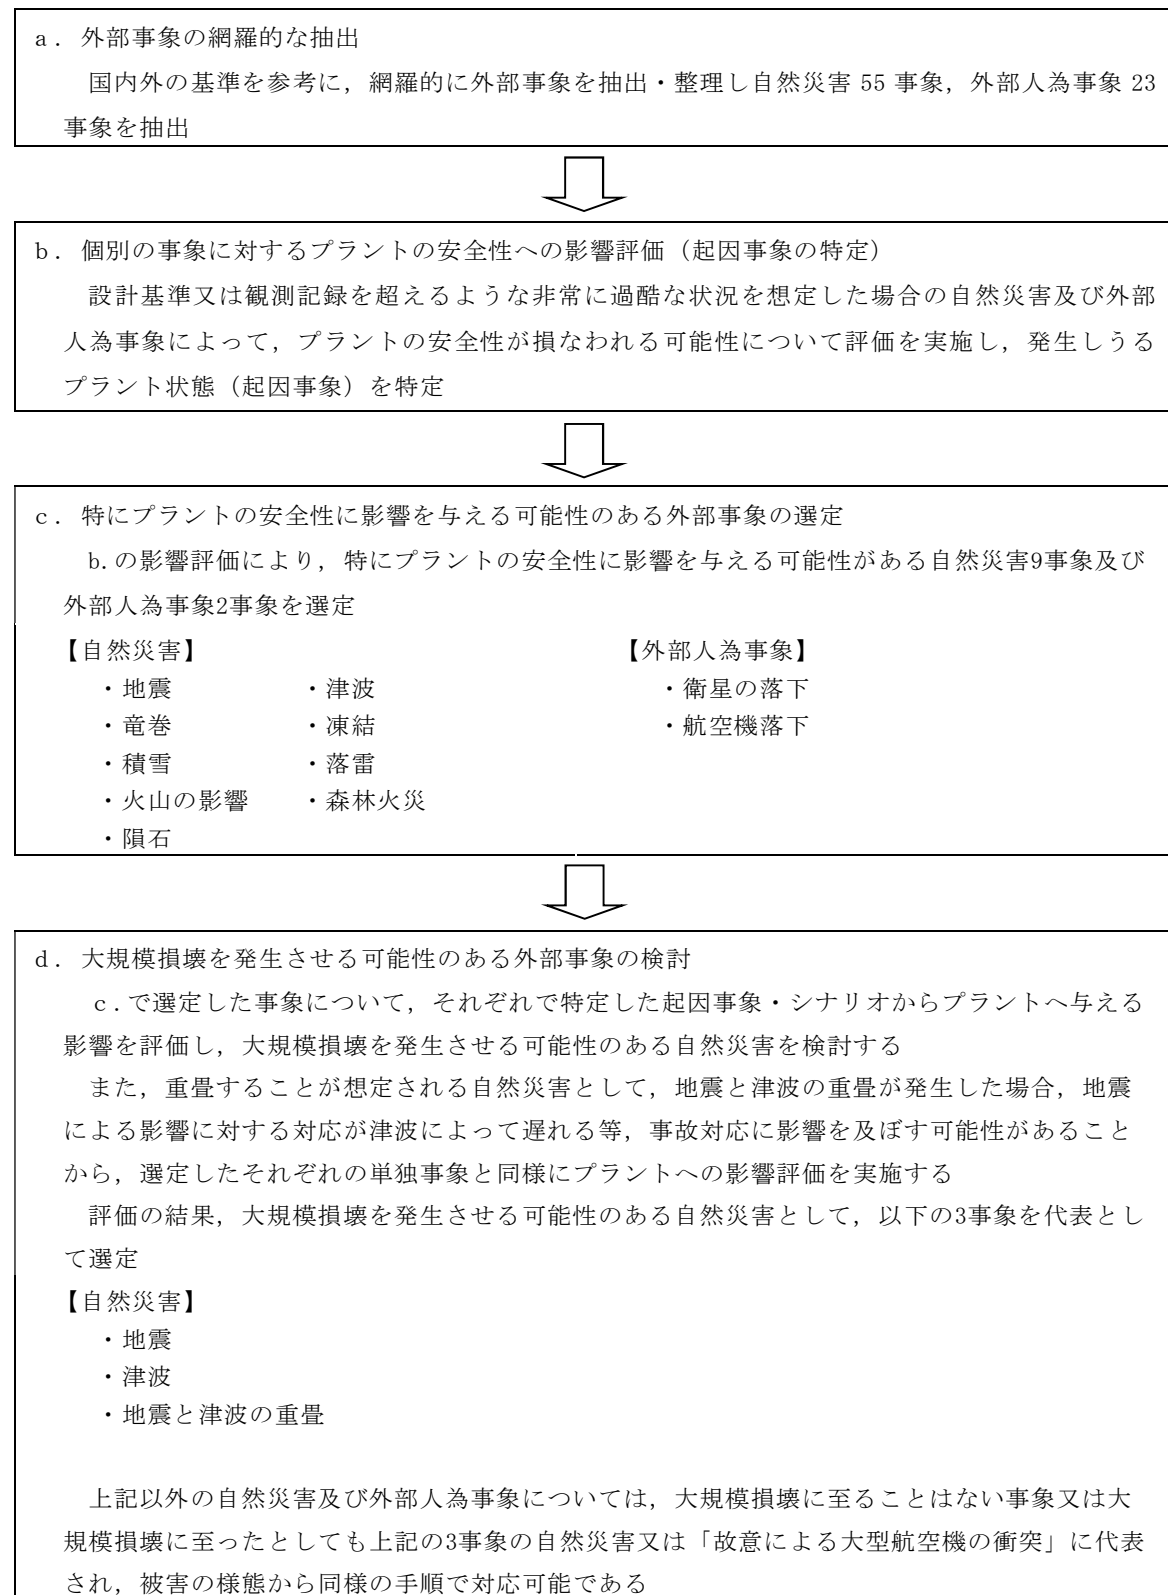 a. 外部事象の網羅的な抽出
国内外の基準を参考に，網羅的に外部事象を抽出・整理し自然災害 55 事象，外部人為事象 23
事象を抽出
b. 個別の事象に対するプラントの安全性への影響評価（起因事象の特定）
設計基準又は観測記録を超えるような非常に過酷な状況を想定した場合の自然災害及び外部
人為事象によって，プラントの安全性が損なわれる可能性について評価を実施し，発生しうる
プラント状態（起因事象）を特定
c. 特にプラントの安全性に影響を与える可能性のある外部事象の選定
b.の影響評価により，特にプラントの安全性に影響を与える可能性がある自然災害9事象及び
外部人為事象2事象を選定
【自然災害】 【外部人為事象】
・地震 ・津波 ・衛星の落下
・竜巻 ・凍結 ・航空機落下
・積雪 ・落雷
・火山の影響 ・森林火災
・隕石
d. 大規模損壊を発生させる可能性のある外部事象の検討
c.で選定した事象について，それぞれで特定した起因事象・シナリオからプラントへ与える
影響を評価し，大規模損壊を発生させる可能性のある自然災害を検討する
また，重畳することが想定される自然災害として，地震と津波の重畳が発生した場合，地震
による影響に対する対応が津波によって遅れる等，事故対応に影響を及ぼす可能性があること
から，選定したそれぞれの単独事象と同様にプラントへの影響評価を実施する
評価の結果，大規模損壊を発生させる可能性のある自然災害として，以下の3事象を代表とし
て選定
【自然災害】
・地震
・津波
・地震と津波の重畳
上記以外の自然災害及び外部人為事象については，大規模損壊に至ることはない事象又は大
規模損壊に至ったとしても上記の3事象の自然災害又は「故意による大型航空機の衝突」に代表
され，被害の様態から同様の手順で対応可能である